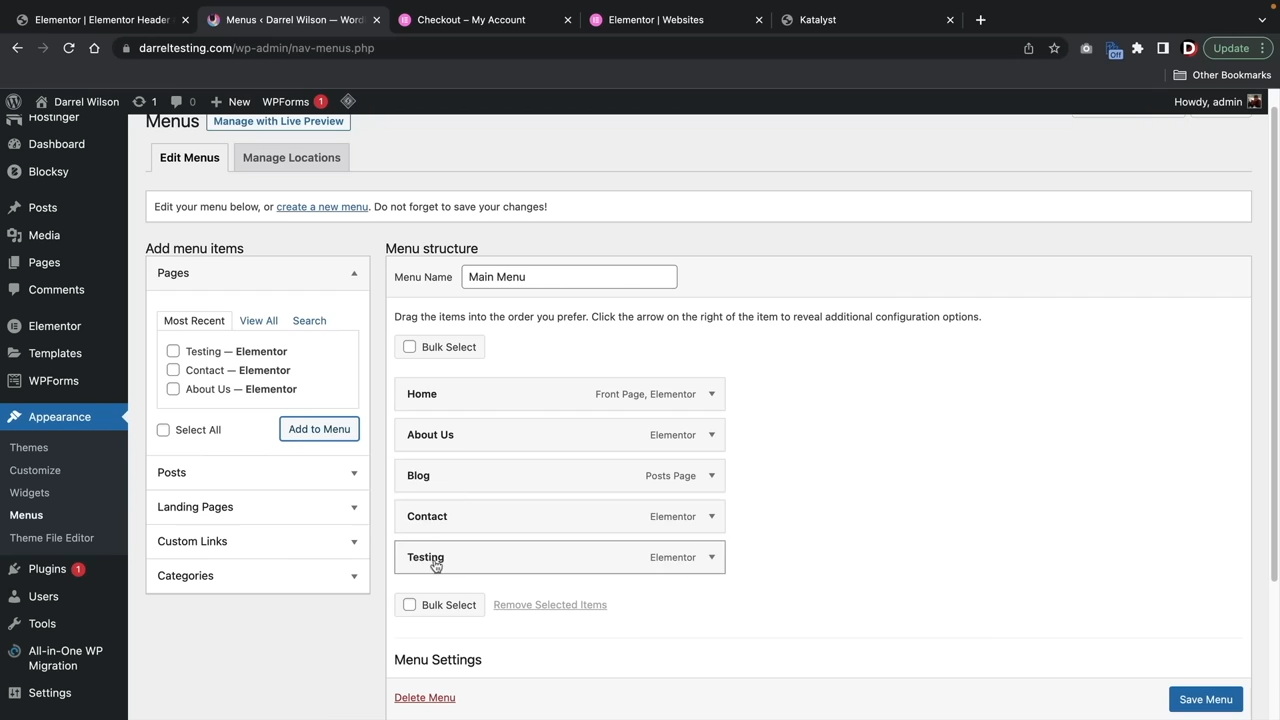 Elementor | Elementor Header
Menus ‹ Darrel Wilson — Word
Checkout – My Account
Elementor | Websites
Katalyst
darreltesting.com/wp-admin/nav-menus.php
Off
D
Update
Other Bookmarks
Darrel Wilson
1
0
New
WPForms 1
Howdy, admin
Hostinger
Dashboard
Blocksy
Posts
Media
Pages
Comments
Elementor
Templates
WPForms
Appearance
Themes
Customize
Widgets
Menus
Theme File Editor
Plugins 1
Users
Tools
All-in-One WP
Migration
Settings
Menus
Manage with Live Preview
Edit Menus
Manage Locations
Edit your menu below, or create a new menu. Do not forget to save your changes!
Add menu items
Pages
Most Recent
View All
Search
Testing — Elementor
Contact — Elementor
About Us — Elementor
Select All
Add to Menu
Posts
Landing Pages
Custom Links
Categories
Menu structure
Menu Name
Main Menu
Drag the items into the order you prefer. Click the arrow on the right of the item to reveal additional configuration options.
Bulk Select
Home
Front Page, Elementor
About Us
Elementor
Blog
Posts Page
Contact
Elementor
Testing
Elementor
Bulk Select
Remove Selected Items
Menu Settings
Delete Menu
Save Menu